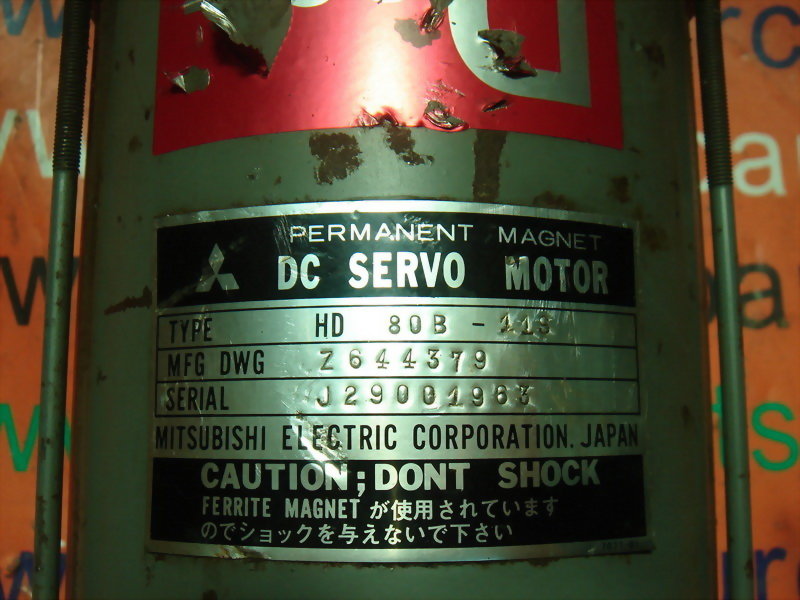 PERMANENT MAGNET
DC SERVO MOTOR
TYPE HD 80B - 11S
MFG DWG Z644379
SERIAL J29001963
MITSUBISHI ELECTRIC CORPORATION. JAPAN
CAUTION; DONT SHOCK
FERRITE MAGNET が使用されています
のでショックを与えないで下さい